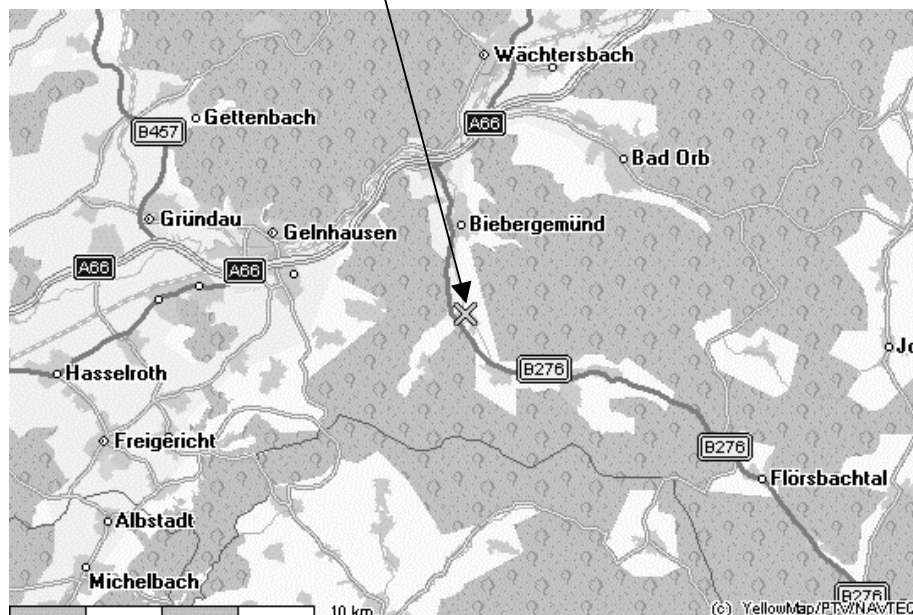 Wächtersbach
Gettenbach
B457
A66
Bad Orb
Gründau
Biebergemünd
Gelnhausen
A66
A66
Hasselroth
B276
Freigericht
B276
Flörsbachtal
Albstadt
Michelbach
B276
10 km
(c) YellowMap/PTV/NAVTEC